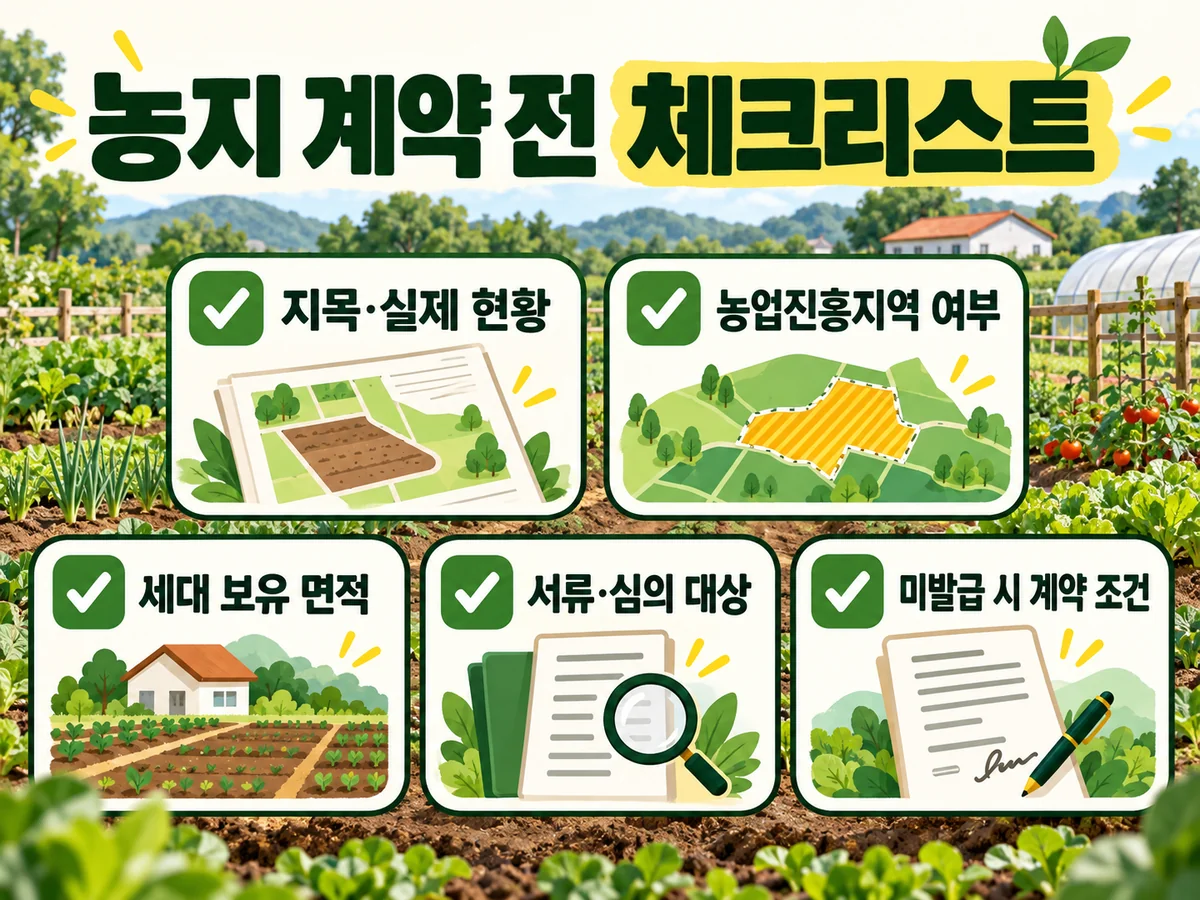 농지 계약 전 체크리스트
지목·실제 현황
농업진흥지역 여부
세대 보유 면적
서류·심의 대상
미발급 시 계약 조건